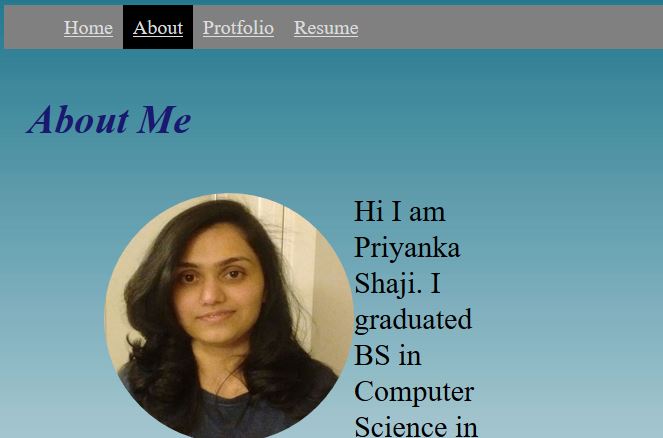 Home About Protfolio Resume
About Me
Hi I am
Priyanka
Shaji. I
graduated
BS in
Computer
Science in